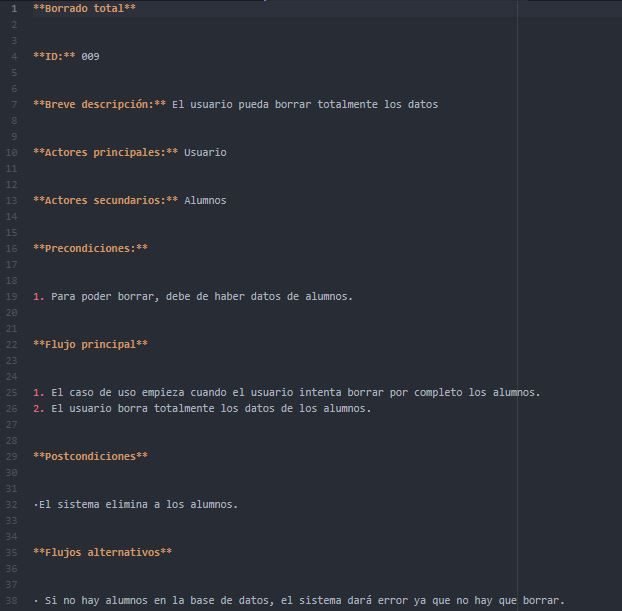 1 **Borrado total**
2
3
4 **ID:** 009
5
6
7 **Breve descripción:** El usuario pueda borrar totalmente los datos
8
9
10 **Actores principales:** Usuario
11
12
13 **Actores secundarios:** Alumnos
14
15
16 **Precondiciones:**
17
18
19 1. Para poder borrar, debe de haber datos de alumnos.
20
21
22 **Flujo principal**
23
24
25 1. El caso de uso empieza cuando el usuario intenta borrar por completo los alumnos.
26 2. El usuario borra totalmente los datos de los alumnos.
27
28
29 **Postcondiciones**
30
31
32 ·El sistema elimina a los alumnos.
33
34
35 **Flujos alternativos**
36
37
38 · Si no hay alumnos en la base de datos, el sistema dará error ya que no hay que borrar.